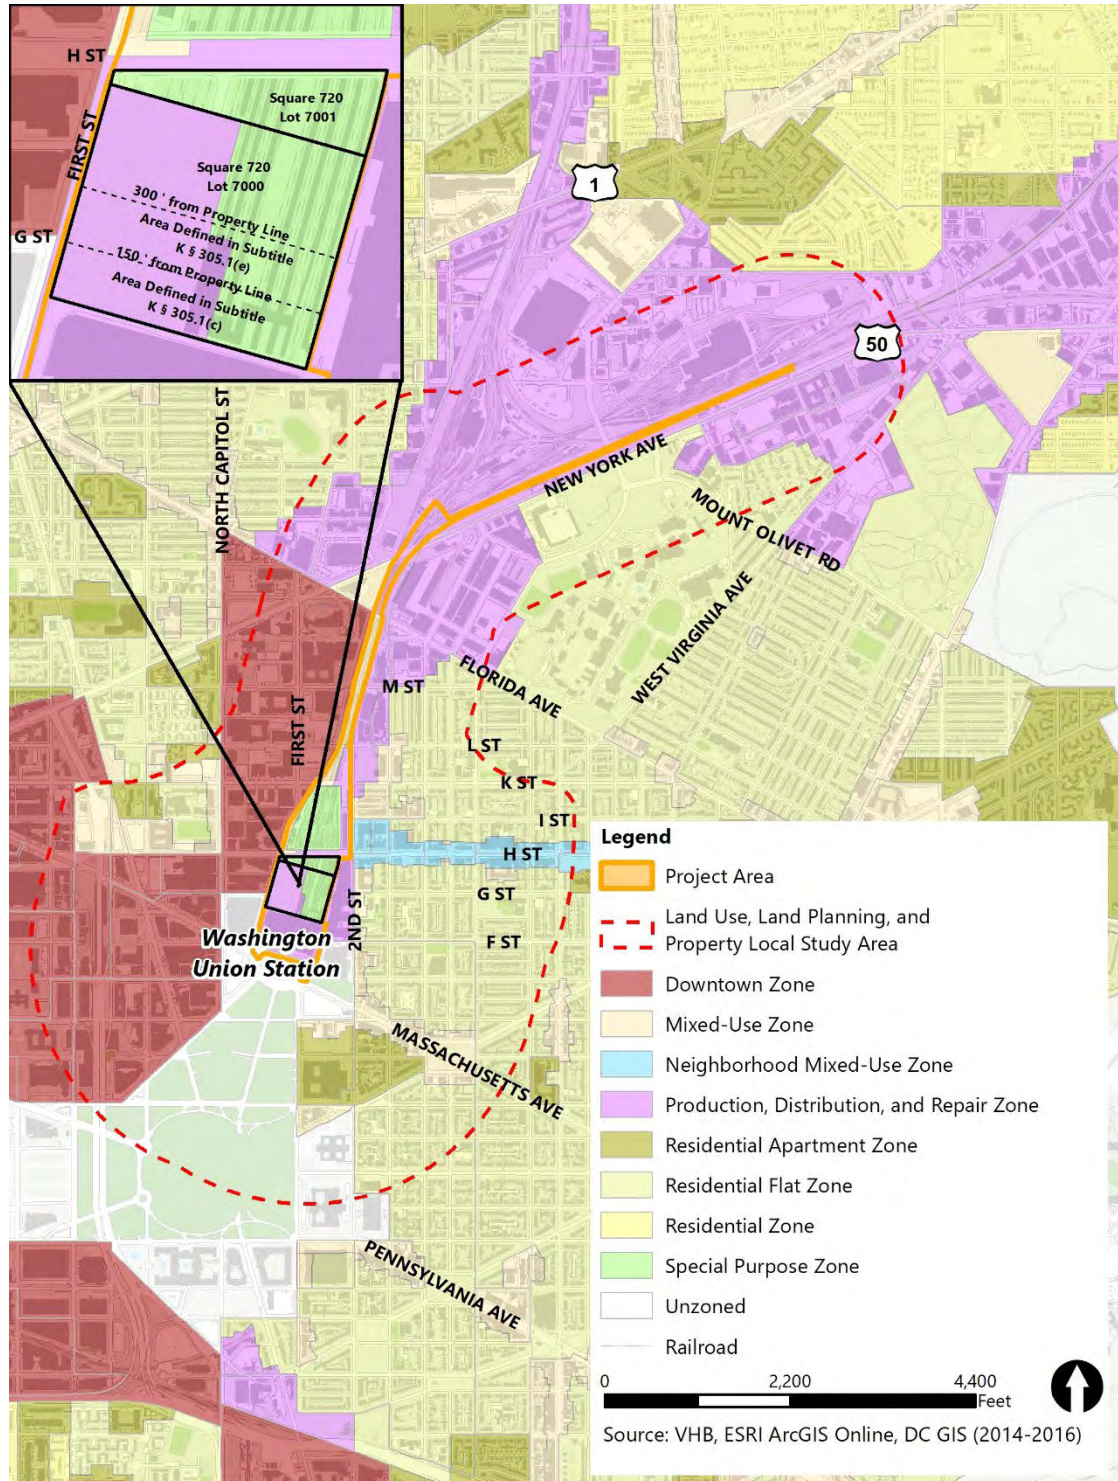 H ST
FIRST ST
G ST
Square 720
Lot 7001
Square 720
Lot 7000
300 ' from Property Line
Area Defined in Subtitle
K § 305.1(e)
150 ' from Property Line
Area Defined in Subtitle
K § 305.1(c)
1
50
NORTH CAPITOL ST
NEW YORK AVE
MOUNT OLIVET RD
WEST VIRGINIA AVE
FLORIDA AVE
M ST
FIRST ST
L ST
K ST
I ST
H ST
G ST
F ST
2ND ST
Washington
Union Station
MASSACHUSETTS AVE
PENNSYLVANIA AVE
Legend
Project Area
Land Use, Land Planning, and
Property Local Study Area
Downtown Zone
Mixed-Use Zone
Neighborhood Mixed-Use Zone
Production, Distribution, and Repair Zone
Residential Apartment Zone
Residential Flat Zone
Residential Zone
Special Purpose Zone
Unzoned
Railroad
0 2,200 4,400
Feet
Source: VHB, ESRI ArcGIS Online, DC GIS (2014-2016)